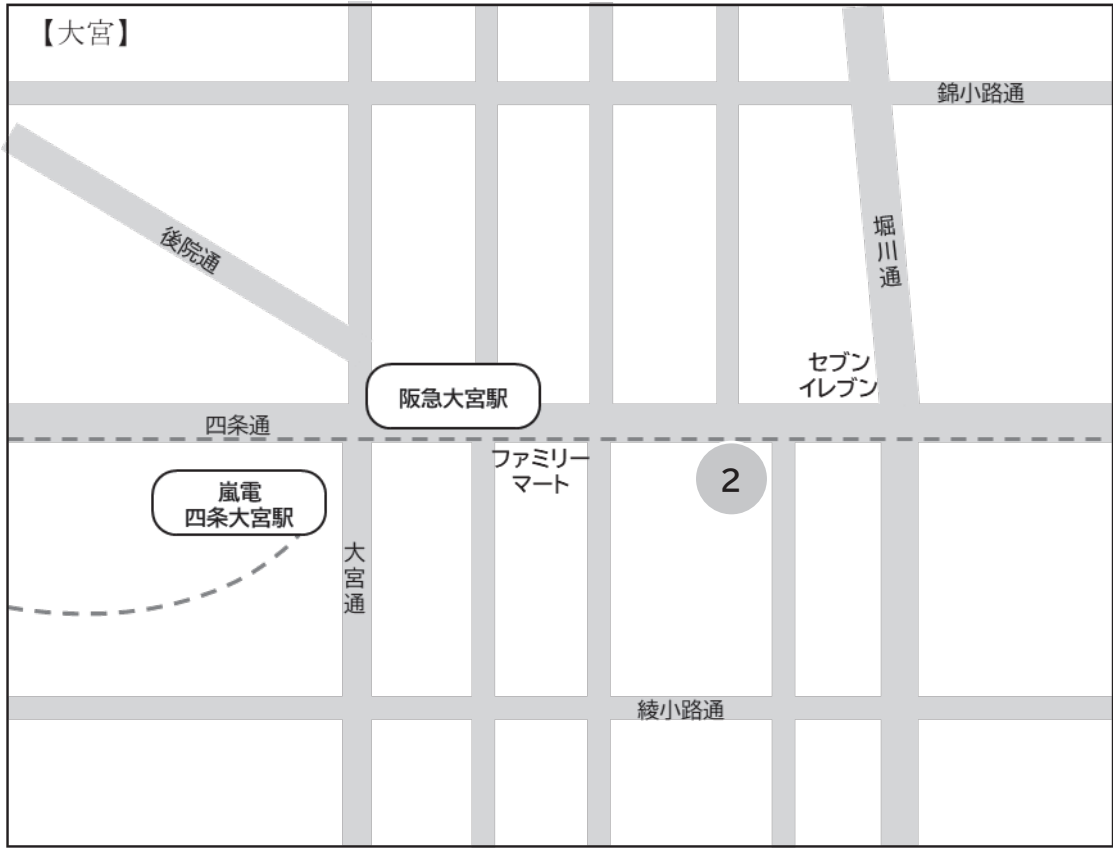 【大宮】
錦小路通
後院通
堀川通
セブン
イレブン
阪急大宮駅
四条通
ファミリー
マート
2
嵐電
四条大宮駅
大宮通
綾小路通